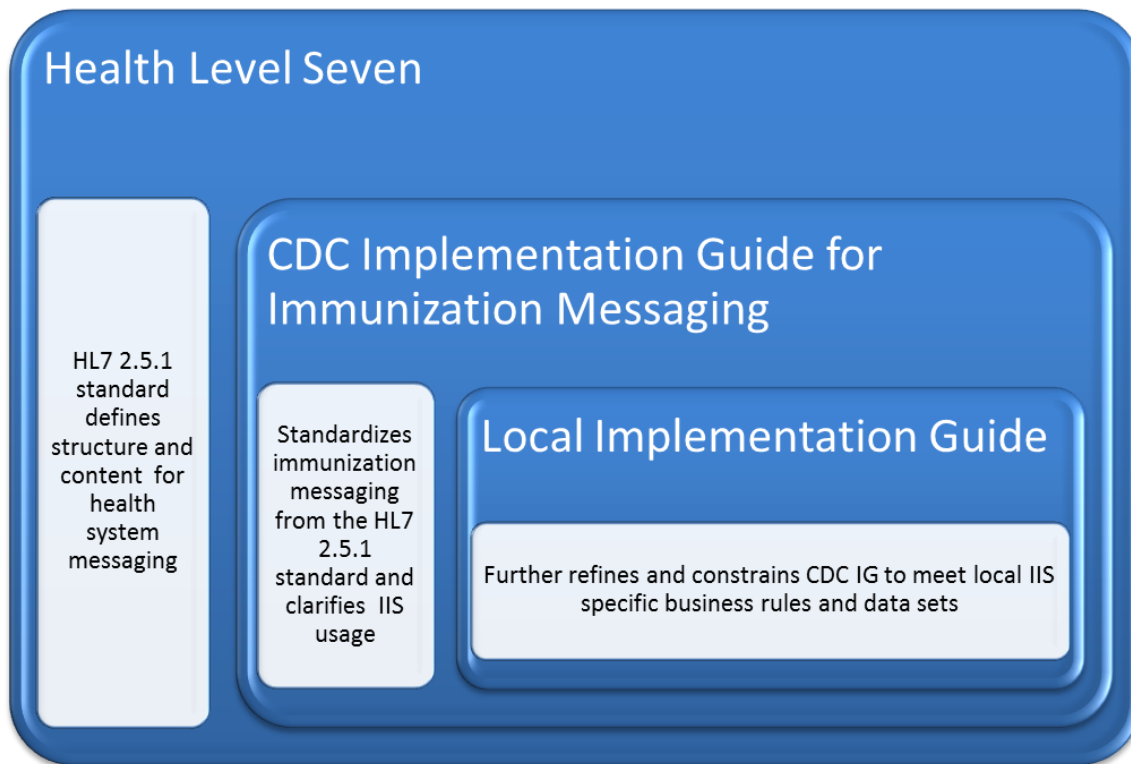 Health Level Seven
HL7 2.5.1
standard
defines
structure and
content for
health
system
messaging
CDC Implementation Guide for
Immunization Messaging
Standardizes
immunization
messaging
from the HL7
2.5.1
standard and
clarifies IIS
usage
Local Implementation Guide
Further refines and constrains CDC IG to meet local IIS
specific business rules and data sets